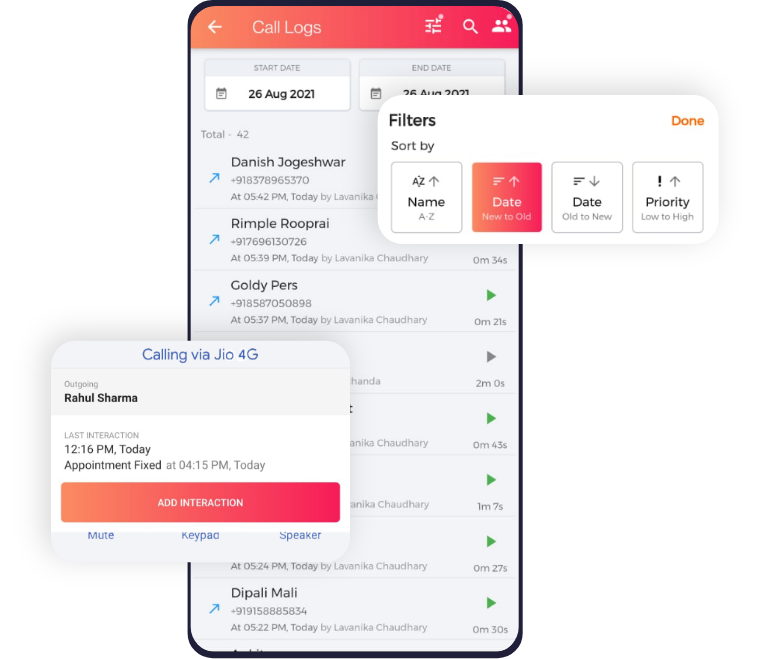 Call Logs
START DATE
END DATE
26 Aug 2021
26 Aug 2021
Filters
Done
Sort by
AZ
Name
A-Z
Date
New to Old
Date
Old to New
! Priority
Low to High
Total - 42
Danish Jogeshwar
+918378965370
At 05:42 PM, Today by Lavanika
Rimple Rooprai
+917696130726
At 05:39 PM, Today by Lavanika Chaudhary
0m 34s
Goldy Pers
+918587050898
At 05:37 PM, Today by Lavanika Chaudhary
0m 21s
handa
2m 0s
t
anika Chaudhary
0m 43s
vanika Chaudhary
1m 7s
At 05:24 PM, Today by Lavanika Chaudhary
0m 27s
Dipali Mali
+919158885834
At 05:22 PM, Today by Lavanika Chaudhary
0m 30s
Calling via Jio 4G
Outgoing
Rahul Sharma
LAST INTERACTION
12:16 PM, Today
Appointment Fixed at 04:15 PM, Today
ADD INTERACTION
Mute
Keypad
Speaker